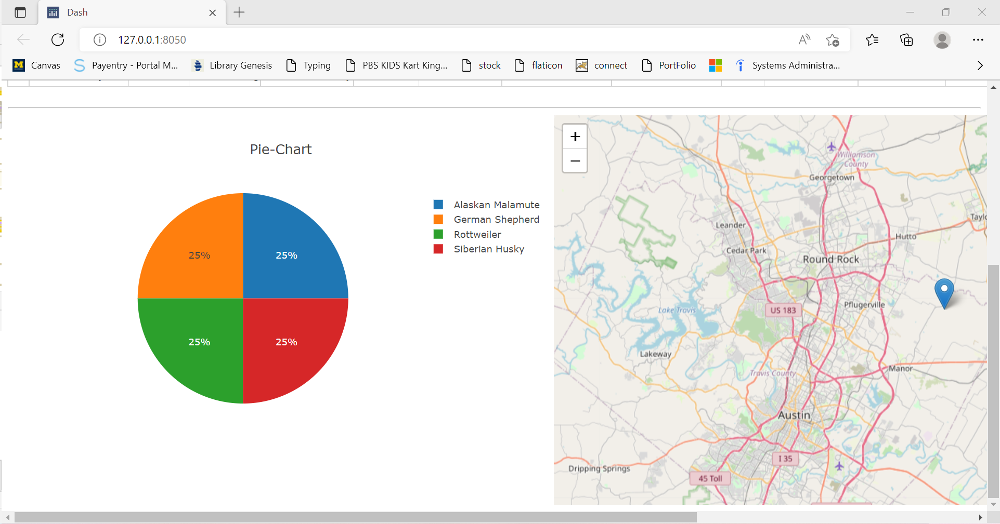 Dash
127.0.0.1:8050
Canvas
Payentry - Portal M...
Library Genesis
Typing
PBS KIDS Kart King...
stock
flaticon
connect
PortFolio
Systems Administra...
Pie-Chart
Alaskan Malamute
German Shepherd
Rottweiler
Siberian Husky
25%
25%
25%
25%
+
−
Williamson
County
Georgetown
Taylo
Leander
Hutto
Cedar Park
Round Rock
US 183
Pflugerville
Lake Travis
Lakeway
Manor
Travis County
Austin
I 35
Dripping Springs
45 Toll